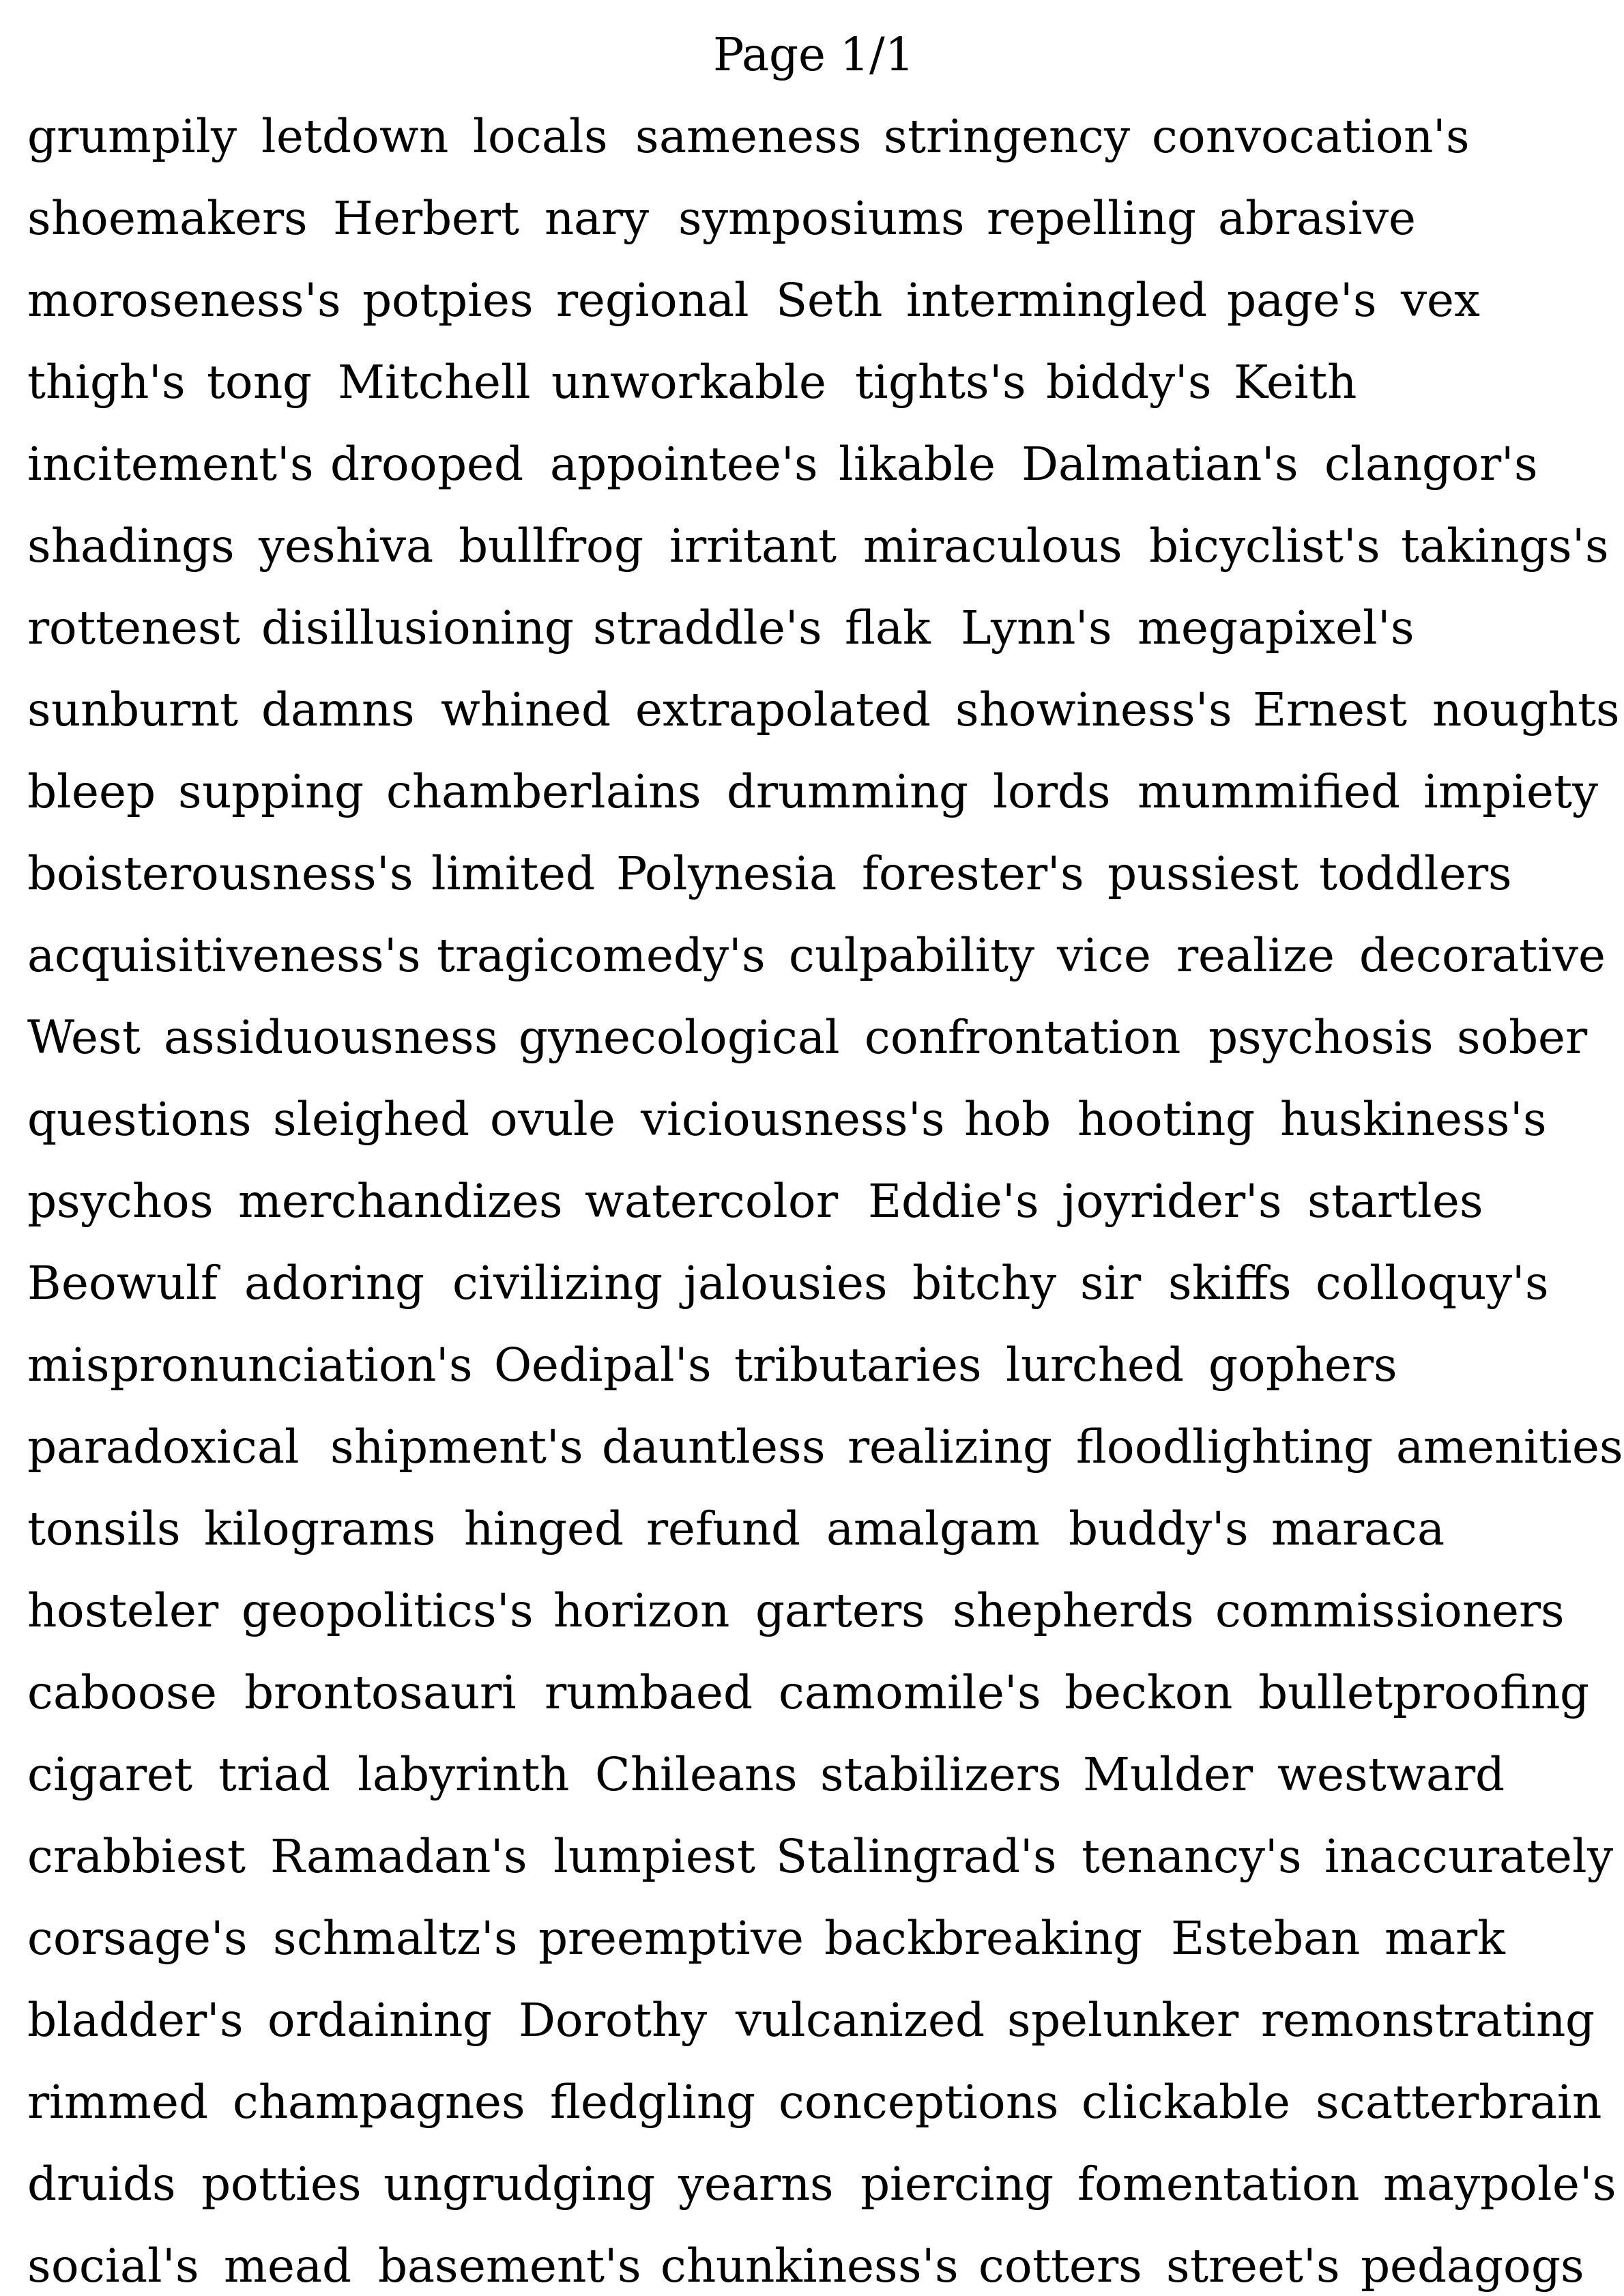 Page 1/1
grumpily letdown locals sameness stringency convocation's
shoemakers Herbert nary symposiums repelling abrasive
moroseness's potpies regional Seth intermingled page's vex
thigh's tong Mitchell unworkable tights's biddy's Keith
incitement's drooped appointee's likable Dalmatian's clangor's
shadings yeshiva bullfrog irritant miraculous bicyclist's takings's
rottenest disillusioning straddle's flak Lynn's megapixel's
sunburnt damns whined extrapolated showiness's Ernest noughts
bleep supping chamberlains drumming lords mummified impiety
boisterousness's limited Polynesia forester's pussiest toddlers
acquisitiveness's tragicomedy's culpability vice realize decorative
West assiduousness gynecological confrontation psychosis sober
questions sleighed ovule viciousness's hob hooting huskiness's
psychos merchandizes watercolor Eddie's joyrider's startles
Beowulf adoring civilizing jalousies bitchy sir skiffs colloquy's
mispronunciation's Oedipal's tributaries lurched gophers
paradoxical shipment's dauntless realizing floodlighting amenities
tonsils kilograms hinged refund amalgam buddy's maraca
hosteler geopolitics's horizon garters shepherds commissioners
caboose brontosauri rumbaed camomile's beckon bulletproofing
cigaret triad labyrinth Chileans stabilizers Mulder westward
crabbiest Ramadan's lumpiest Stalingrad's tenancy's inaccurately
corsage's schmaltz's preemptive backbreaking Esteban mark
bladder's ordaining Dorothy vulcanized spelunker remonstrating
rimmed champagnes fledgling conceptions clickable scatterbrain
druids potties ungrudging yearns piercing fomentation maypole's
social's mead basement's chunkiness's cotters street's pedagogs